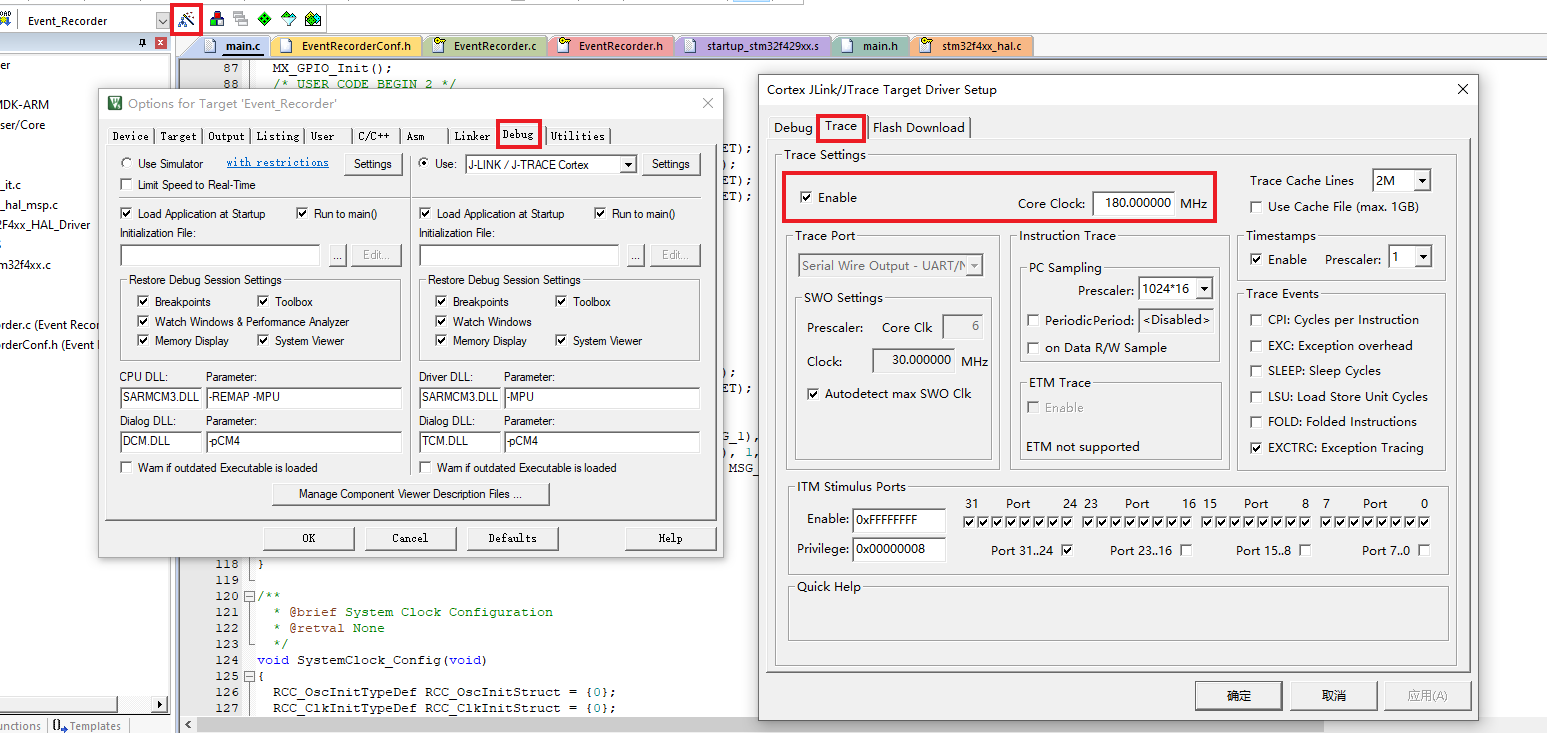 LOAD
Event_Recorder
main.c
EventRecorderConf.h
EventRecorder.c
EventRecorder.h
startup_stm32f429xx.s
main.h
stm32f4xx_hal.c
er
MDK-ARM
ser/Core
_it.c
_hal_msp.c
2F4xx_HAL_Driver
S
tm32f4xx.c
order.c (Event Recor
orderConf.h (Event
unctions
Templates
87 MX_GPIO_Init();
88 /* USER CODE BEGIN 2 */
ET);
);
ET);
ET);
);
ET);
G_1),
), 1,
MSG_
118 }
119
120 /**
121 * @brief System Clock Configuration
122 * @retval None
123 */
124 void SystemClock_Config(void)
125 {
126 RCC_OscInitTypeDef RCC_OscInitStruct = {0};
127 RCC_ClkInitTypeDef RCC_ClkInitStruct = {0};
Options for Target 'Event_Recorder'
Device Target Output Listing User C/C++ Asm Linker Debug Utilities
Use Simulator with restrictions Settings
Limit Speed to Real-Time
Load Application at Startup Run to main()
Initialization File:
... Edit...
Restore Debug Session Settings
Breakpoints Toolbox
Watch Windows & Performance Analyzer
Memory Display System Viewer
CPU DLL: Parameter:
SARMCM3.DLL -REMAP -MPU
Dialog DLL: Parameter:
DCM.DLL -pCM4
Warn if outdated Executable is loaded
Use: J-LINK / J-TRACE Cortex Settings
Load Application at Startup Run to main()
Initialization File:
... Edit...
Restore Debug Session Settings
Breakpoints Toolbox
Watch Windows
Memory Display System Viewer
Driver DLL: Parameter:
SARMCM3.DLL -MPU
Dialog DLL: Parameter:
TCM.DLL -pCM4
Warn if outdated Executable is loaded
Manage Component Viewer Description Files ...
OK Cancel Defaults Help
Cortex JLink/JTrace Target Driver Setup
Debug Trace Flash Download
Trace Settings
Enable Core Clock: 180.000000 MHz
Trace Cache Lines 2M
Use Cache File (max. 1GB)
Trace Port
Serial Wire Output - UART/N
SWO Settings
Prescaler: Core Clk 6
Clock: 30.000000 MHz
Autodetect max SWO Clk
Instruction Trace
PC Sampling
Prescaler: 1024*16
Periodic Period: <Disabled>
on Data R/W Sample
ETM Trace
Enable
ETM not supported
Timestamps
Enable Prescaler: 1
Trace Events
CPI: Cycles per Instruction
EXC: Exception overhead
SLEEP: Sleep Cycles
LSU: Load Store Unit Cycles
FOLD: Folded Instructions
EXCTRC: Exception Tracing
ITM Stimulus Ports
31 Port 24 23 Port 16 15 Port 8 7 Port 0
Enable: 0xFFFFFFFF
Privilege: 0x00000008 Port 31..24 Port 23..16 Port 15..8 Port 7..0
Quick Help
确定 取消 应用(A)